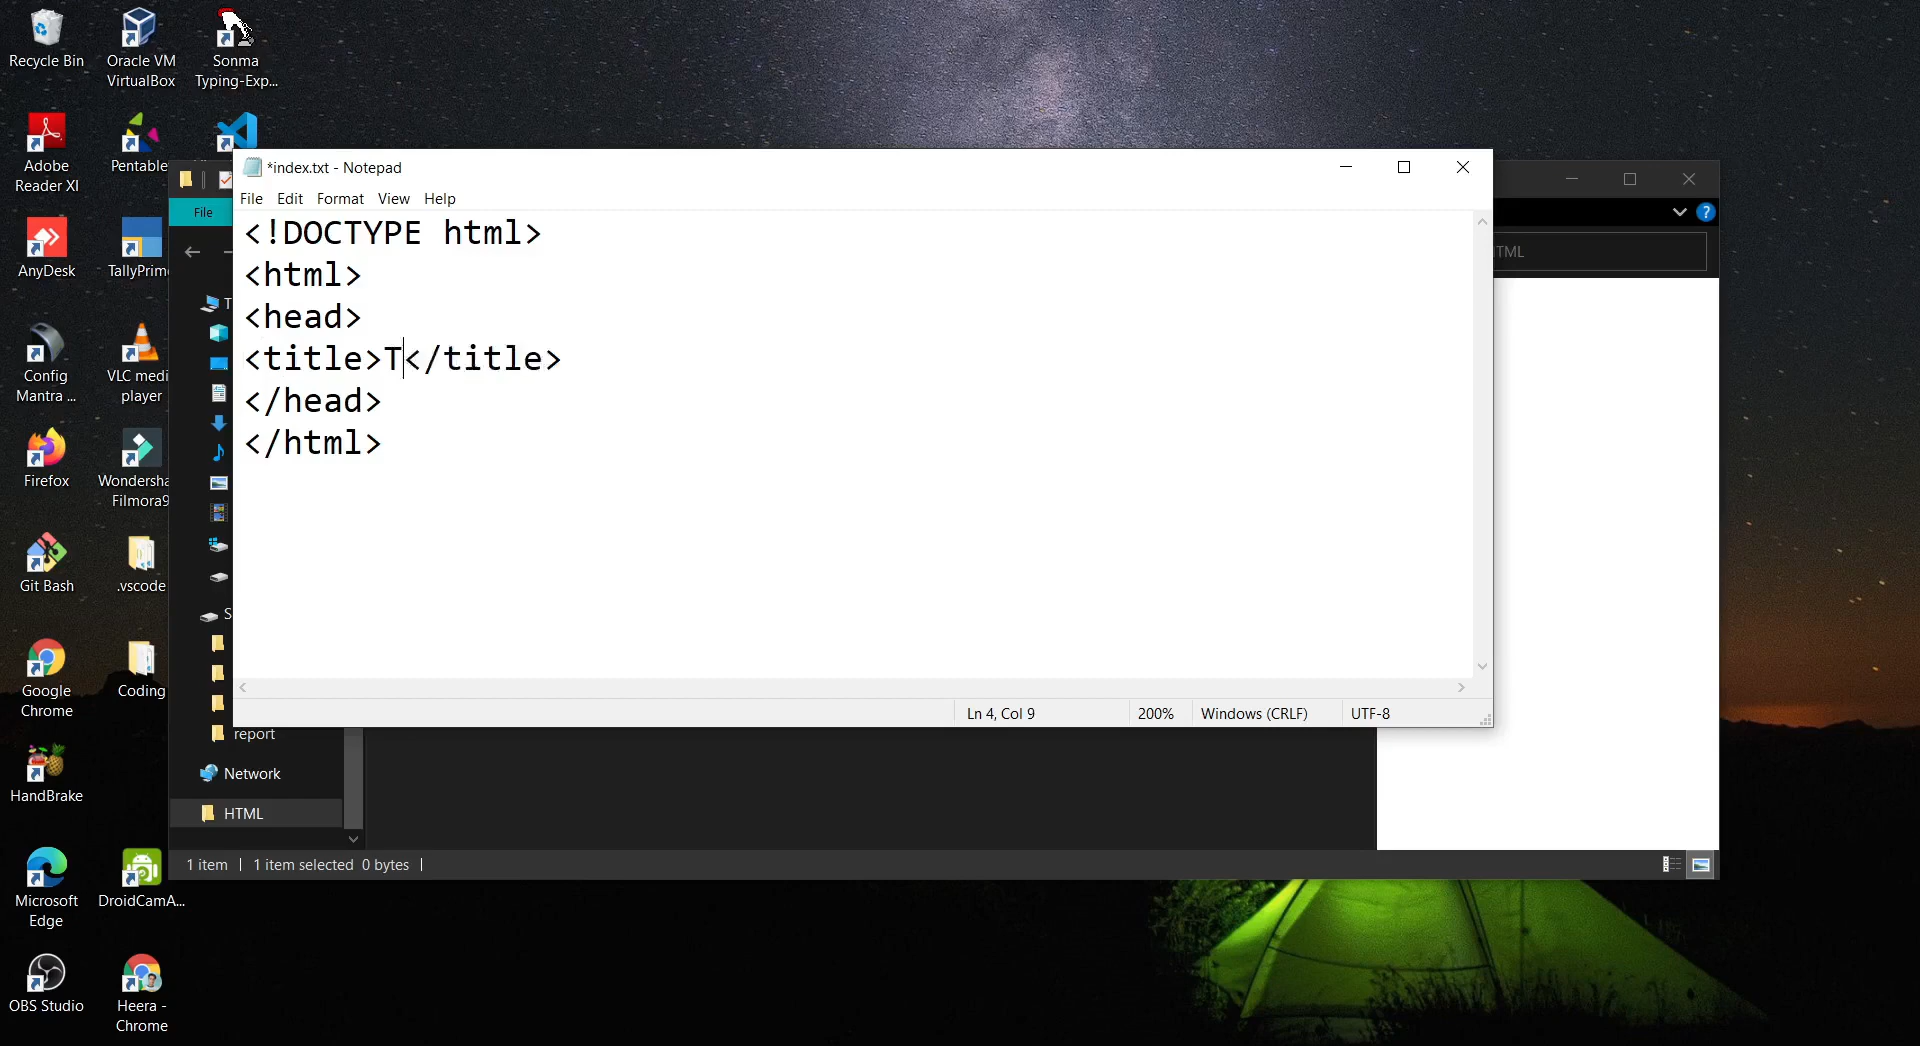 Recycle Bin
Oracle VM
VirtualBox
Sonma
Typing-Exp...
Adobe
Reader XI
Pentable
AnyDesk
TallyPrim
Config
Mantra ...
VLC medi
player
Firefox
Wondersha
Filmora9
Git Bash
.vscode
Google
Chrome
Coding
HandBrake
Microsoft
Edge
DroidCamA...
OBS Studio
Heera -
Chrome
*index.txt - Notepad
File Edit Format View Help
<!DOCTYPE html>
<html>
<head>
<title>T</title>
</head>
</html>
Ln 4, Col 9
200%
Windows (CRLF)
UTF-8
File
TML
T
S
report
Network
HTML
1 item
1 item selected 0 bytes